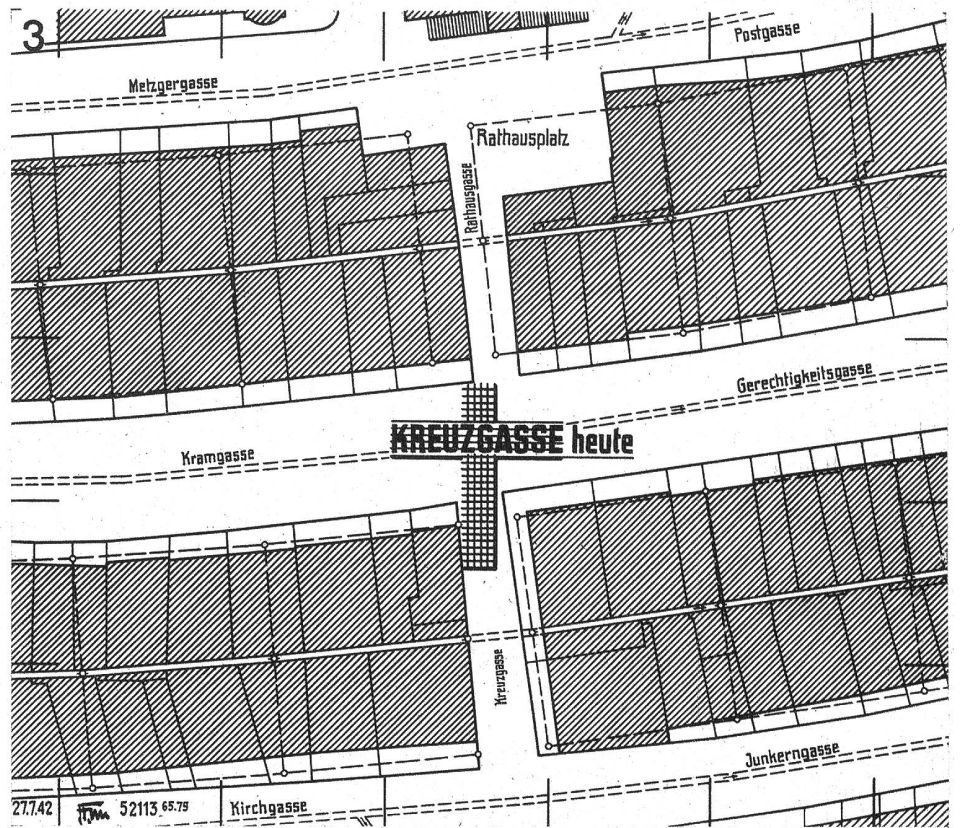 3
Postgasse
Metzgergasse
Rathausplatz
Rathausgasse
Gerechtigkeitsgasse
KREUZGASSE heute
Kramgasse
Kreuzgasse
Junkerngasse
27.7.42 52113 65.79 Kirchgasse